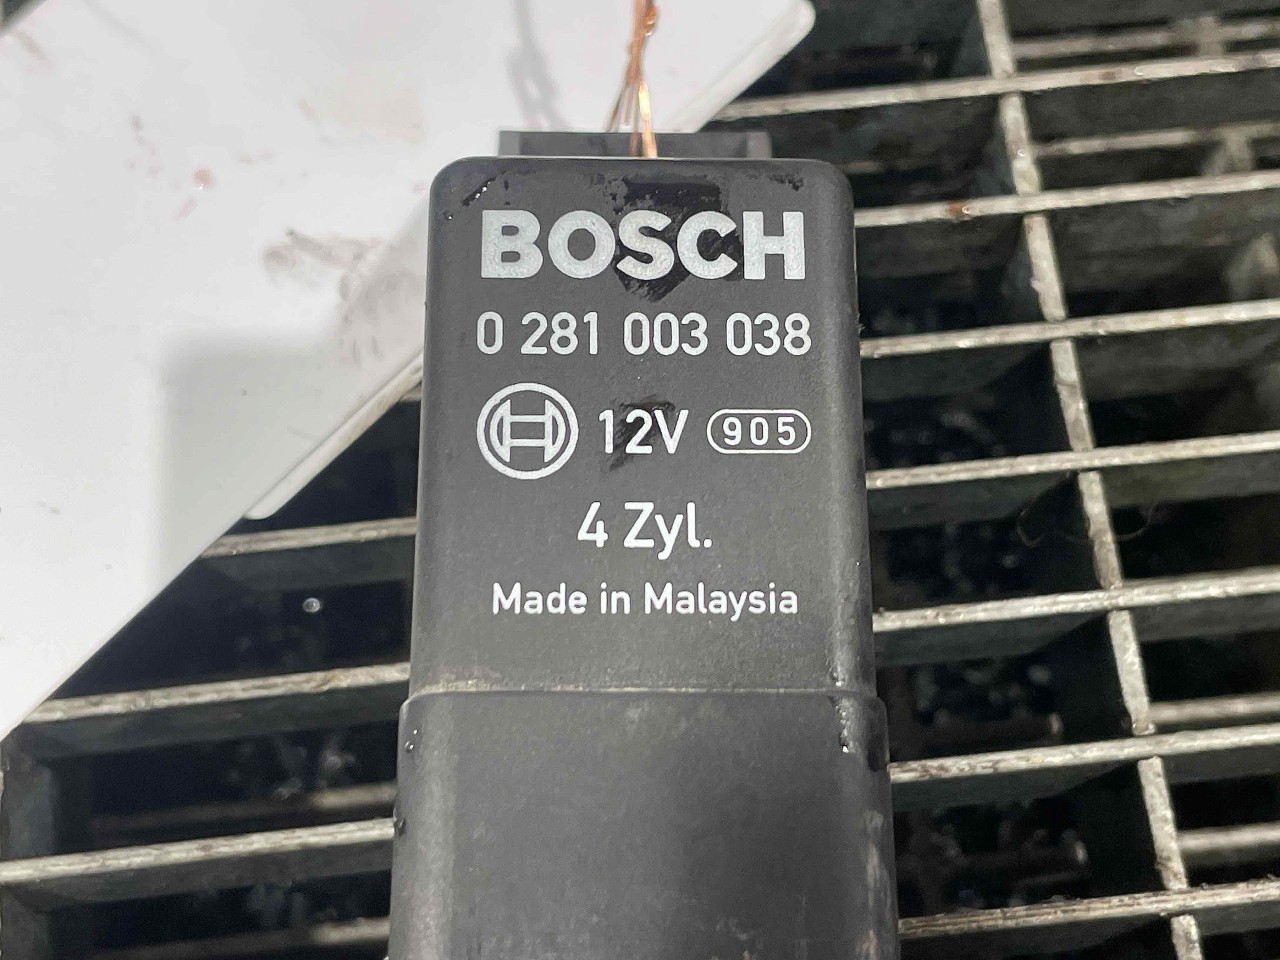 BOSCH
0 281 003 038
12V 905
4 Zyl.
Made in Malaysia